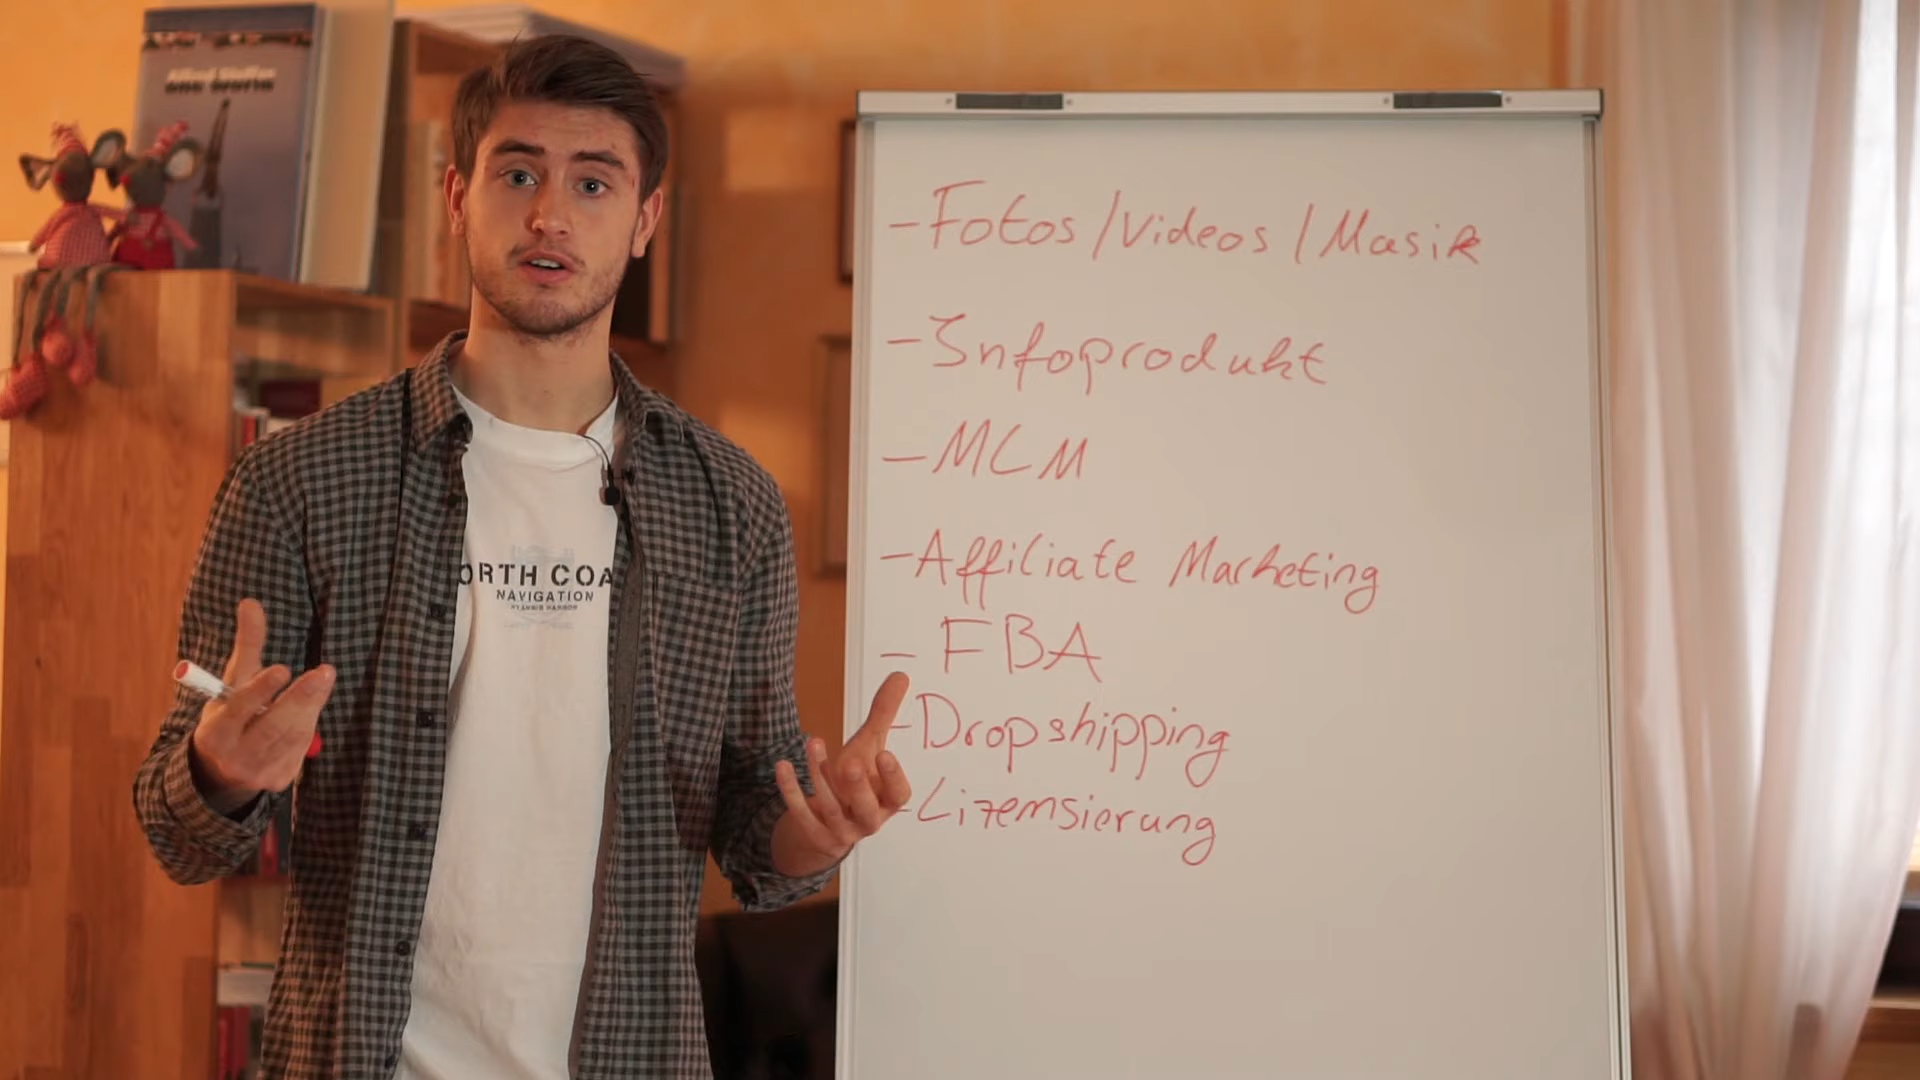 - Fotos / Videos / Musik
- Infoprodukt
- MLM
- Affiliate Marketing
- FBA
- Dropshipping
- Lizensierung
ORTH COA
NAVIGATION